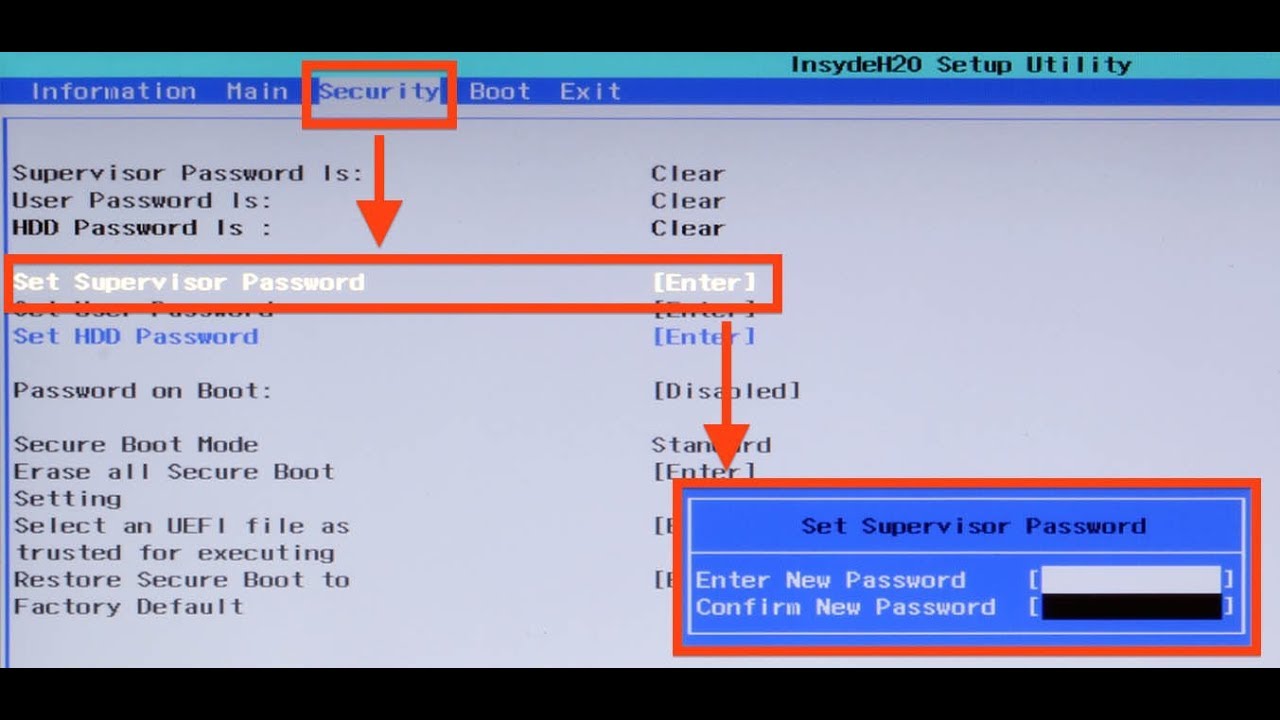 InsydeH20 Setup Utility
Information Main Security Boot Exit
Supervisor Password Is: Clear
User Password Is: Clear
HDD Password Is : Clear
Set Supervisor Password [Enter]
Set User Password [Enter]
Set HDD Password [Enter]
Password on Boot: [Disabled]
Secure Boot Mode Standard
Erase all Secure Boot [Enter]
Setting
Select an UEFI file as
trusted for executing
Restore Secure Boot to
Factory Default
Set Supervisor Password
Enter New Password [ ]
Confirm New Password [ ]